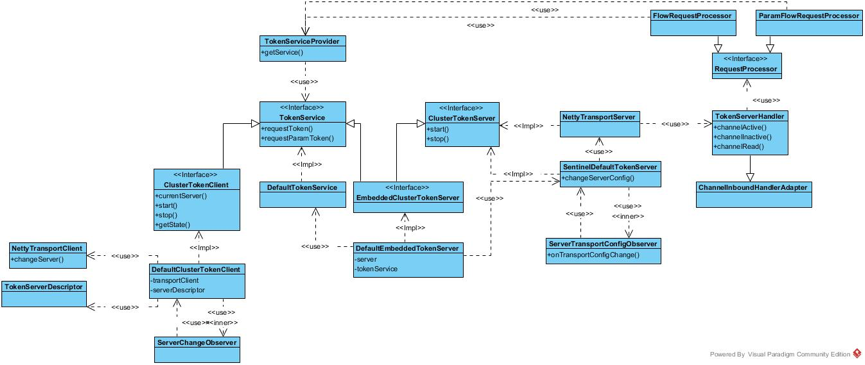 <<use>>
<<use>>
FlowRequestProcessor
ParamFlowRequestProcessor
TokenServiceProvider
+getService()
<<Interface>>
RequestProcessor
<<use>>
<<use>>
<<Interface>>
TokenService
+requestToken()
+requestParamToken()
<<Interface>>
ClusterTokenServer
+start()
+stop()
<<Impl>>
NettyTransportServer
<<use>>
TokenServerHandler
+channelActive()
+channelInactive()
+channelRead()
<<use>>
<<Impl>>
<<Impl>>
SentinelDefaultTokenServer
+changeServerConfig()
<<Interface>>
ClusterTokenClient
+currentServer()
+start()
+stop()
+getState()
DefaultTokenService
<<Interface>>
EmbeddedClusterTokenServer
<<use>>
ChannelInboundHandlerAdapter
<<use>>
<<inner>>
<<use>>
<<Impl>>
<<Impl>>
NettyTransportClient
+changeServer()
<<use>>
<<use>>
DefaultEmbeddedTokenServer
-server
-tokenService
ServerTransportConfigObserver
+onTransportConfigChange()
DefaultClusterTokenClient
-transportClient
-serverDescriptor
TokenServerDescriptor
<<use>>
<<use>>
<<use>>
<<inner>>
ServerChangeObserver
Powered By Visual Paradigm Community Edition